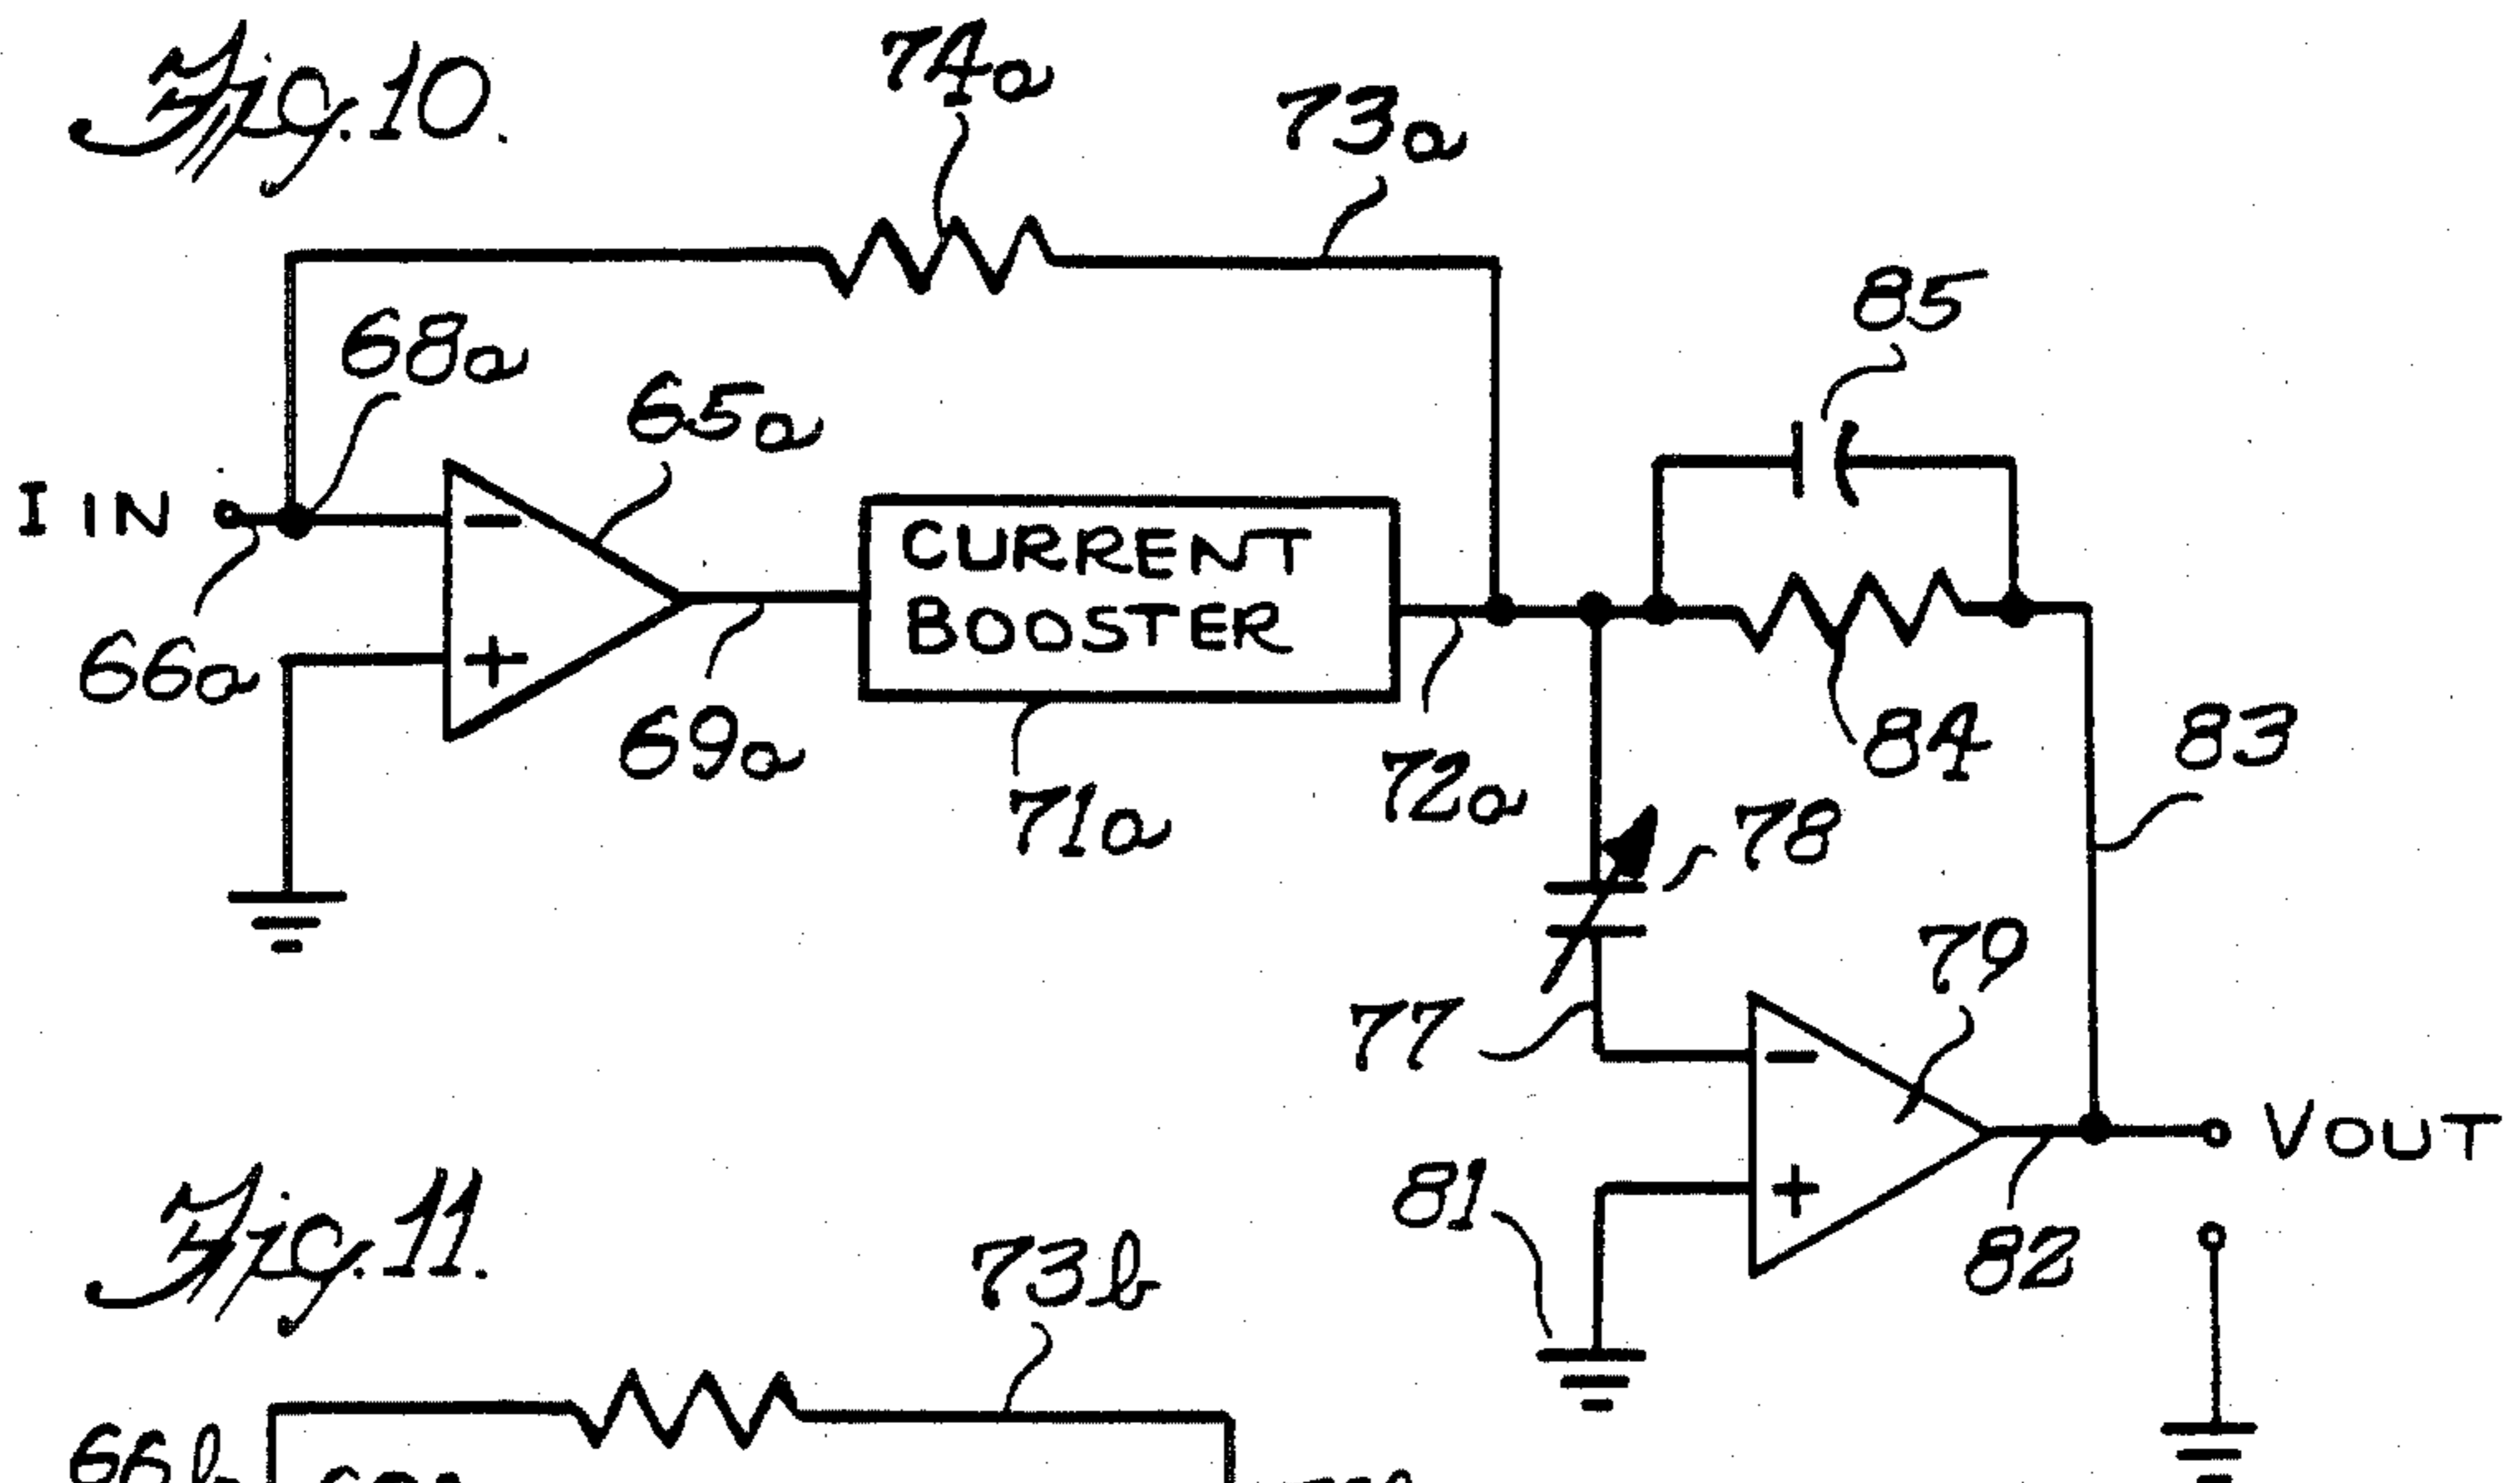 Fig. 10.
74a
73a
85
68a
65a
I IN
CURRENT
BOOSTER
66a
69a
71a
72a
84
83
78
79
77
VOUT
81
82
Fig. 11.
73b
66b